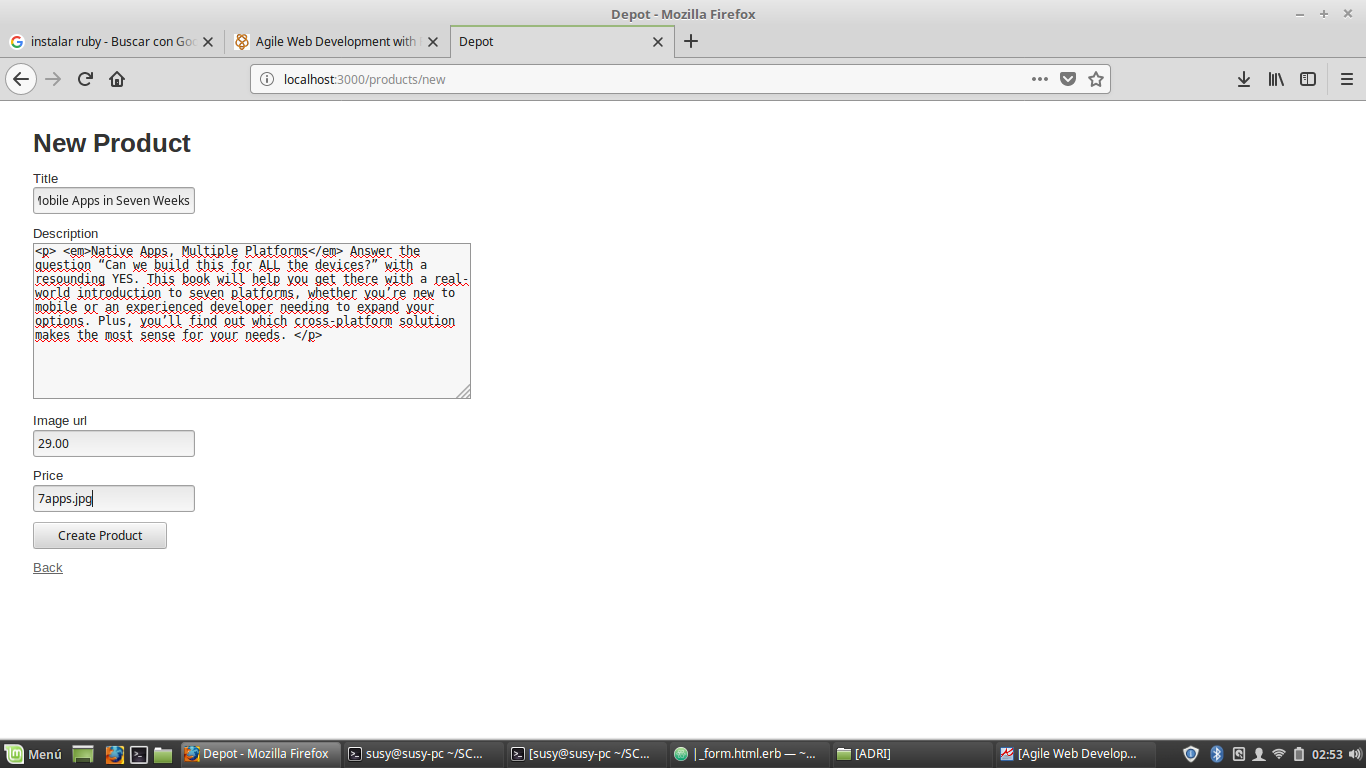 Depot - Mozilla Firefox
instalar ruby - Buscar con Goo
Agile Web Development with
Depot
localhost:3000/products/new
New Product
Title
Mobile Apps in Seven Weeks
Description
<p> <em>Native Apps, Multiple Platforms</em> Answer the
question “Can we build this for ALL the devices?” with a
resounding YES. This book will help you get there with a real-
world introduction to seven platforms, whether you’re new to
mobile or an experienced developer needing to expand your
options. Plus, you’ll find out which cross-platform solution
makes the most sense for your needs. </p>
Image url
29.00
Price
7apps.jpg
Create Product
Back
Menú
Depot - Mozilla Firefox
susy@susy-pc ~/SC...
[susy@susy-pc ~/SC...
|_form.html.erb — ~...
[ADRI]
[Agile Web Develop...
02:53